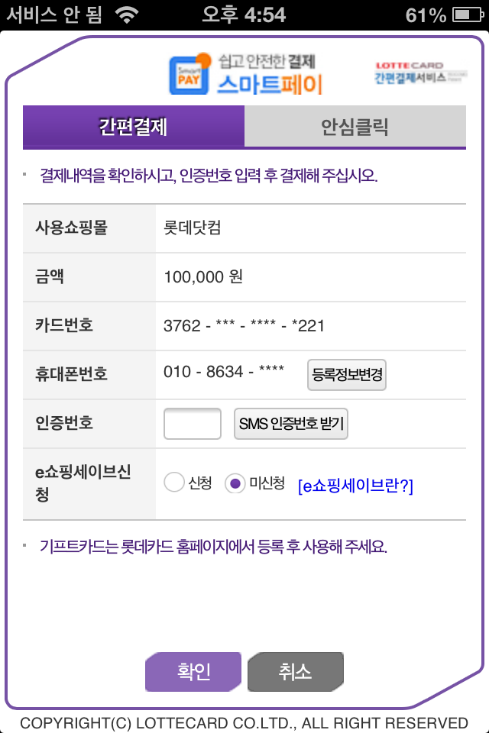 서비스 안 됨 오후 4:54 61%
Smart PAY 쉽고 안전한 결제 LOTTECARD
스마트페이 간편결제서비스
간편결제 안심클릭
결제내역을 확인하시고, 인증번호 입력 후 결제해 주십시오.
사용쇼핑몰 롯데닷컴
금액 100,000 원
카드번호 3762 - *** - **** - *221
휴대폰번호 010 - 8634 - **** 등록정보변경
인증번호 SMS 인증번호 받기
e쇼핑세이브신청 신청 미신청 [e쇼핑세이브란?]
기프트카드는 롯데카드 홈페이지에서 등록 후 사용해 주세요.
확인 취소
COPYRIGHT(C) LOTTECARD CO.LTD., ALL RIGHT RESERVED